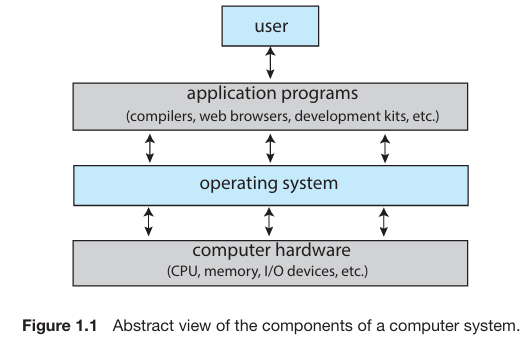 user
application programs
(compilers, web browsers, development kits, etc.)
operating system
computer hardware
(CPU, memory, I/O devices, etc.)
Figure 1.1 Abstract view of the components of a computer system.